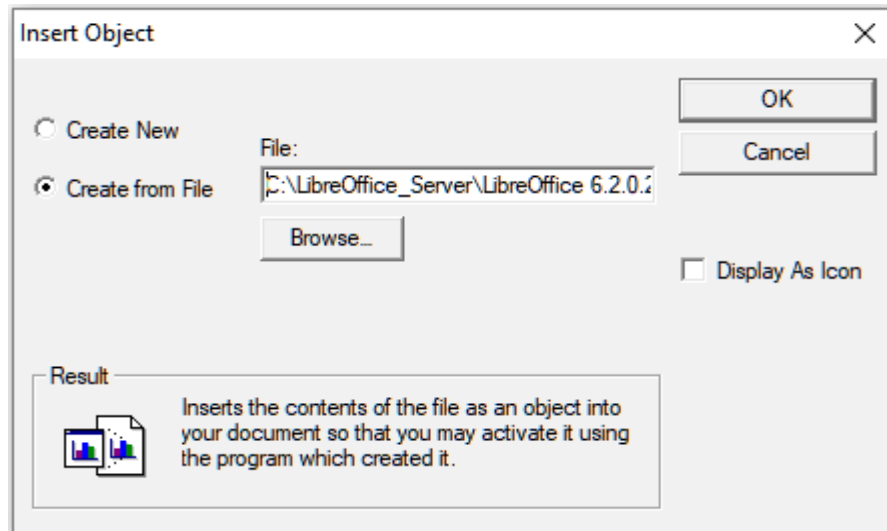 Insert Object
OK
Create New
File:
Cancel
Create from File
C:\LibreOffice_Server\LibreOffice 6.2.0.2
Browse...
Display As Icon
Result
Inserts the contents of the file as an object into
your document so that you may activate it using
the program which created it.